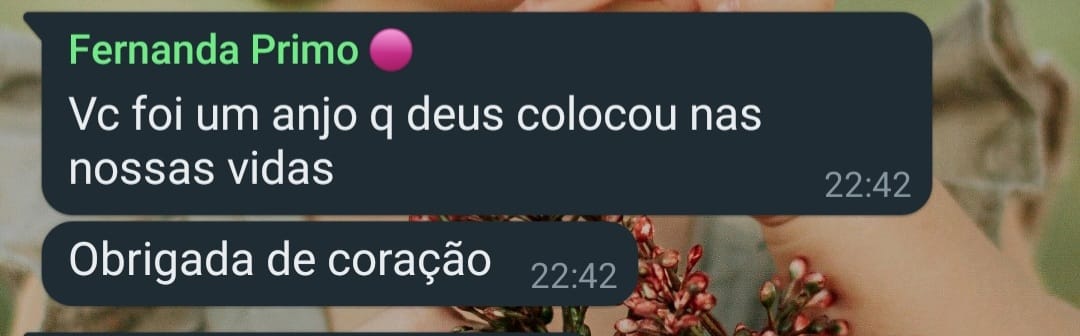 Fernanda Primo
Vc foi um anjo q deus colocou nas
nossas vidas
22:42
Obrigada de coração 22:42